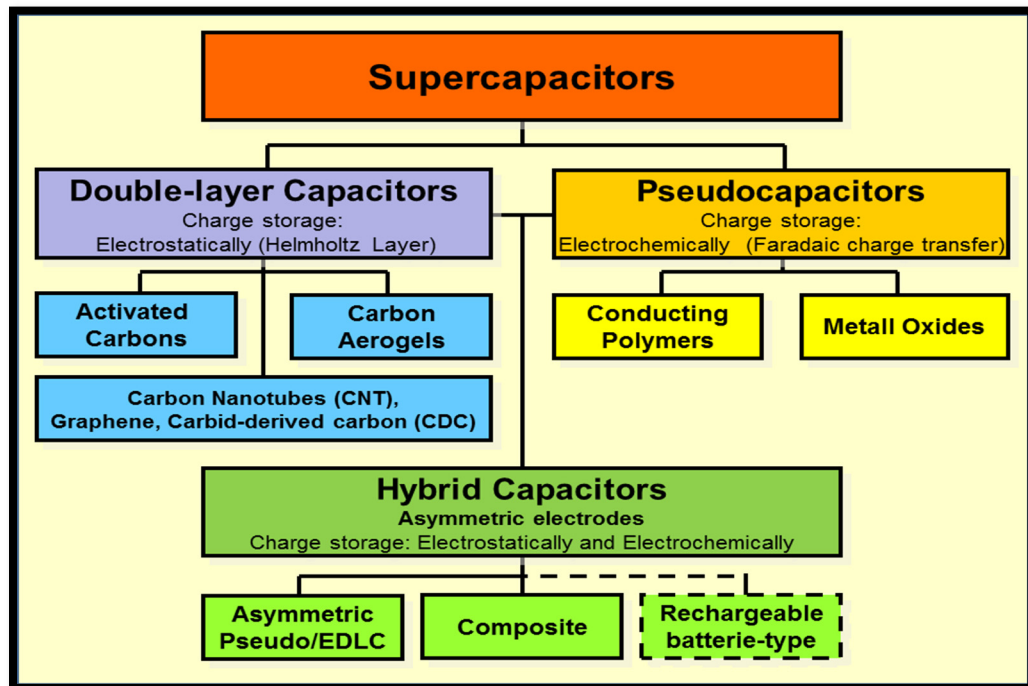 Supercapacitors
Double-layer Capacitors
Charge storage:
Electrostatically (Helmholtz Layer)
Pseudocapacitors
Charge storage:
Electrochemically (Faradaic charge transfer)
Activated
Carbons
Carbon
Aerogels
Conducting
Polymers
Metall Oxides
Carbon Nanotubes (CNT),
Graphene, Carbid-derived carbon (CDC)
Hybrid Capacitors
Asymmetric electrodes
Charge storage: Electrostatically and Electrochemically
Asymmetric
Pseudo/EDLC
Composite
Rechargeable
batterie-type